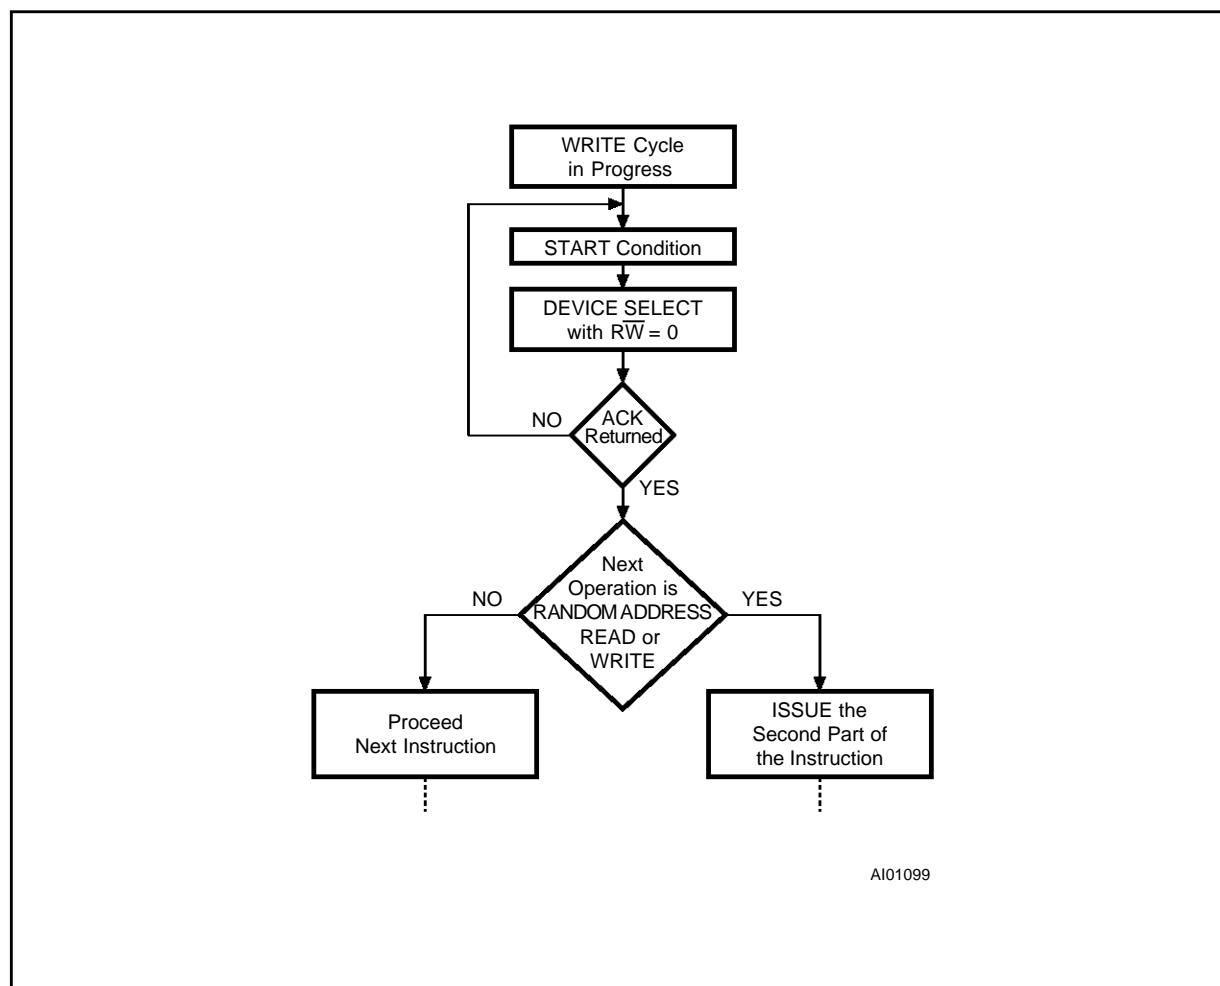 WRITE Cycle
in Progress
START Condition
DEVICE SELECT
with RW̅ = 0
ACK
Returned
NO
YES
Next
Operation is
RANDOM ADDRESS
READ or
WRITE
NO
YES
Proceed
Next Instruction
ISSUE the
Second Part of
the Instruction
AI01099